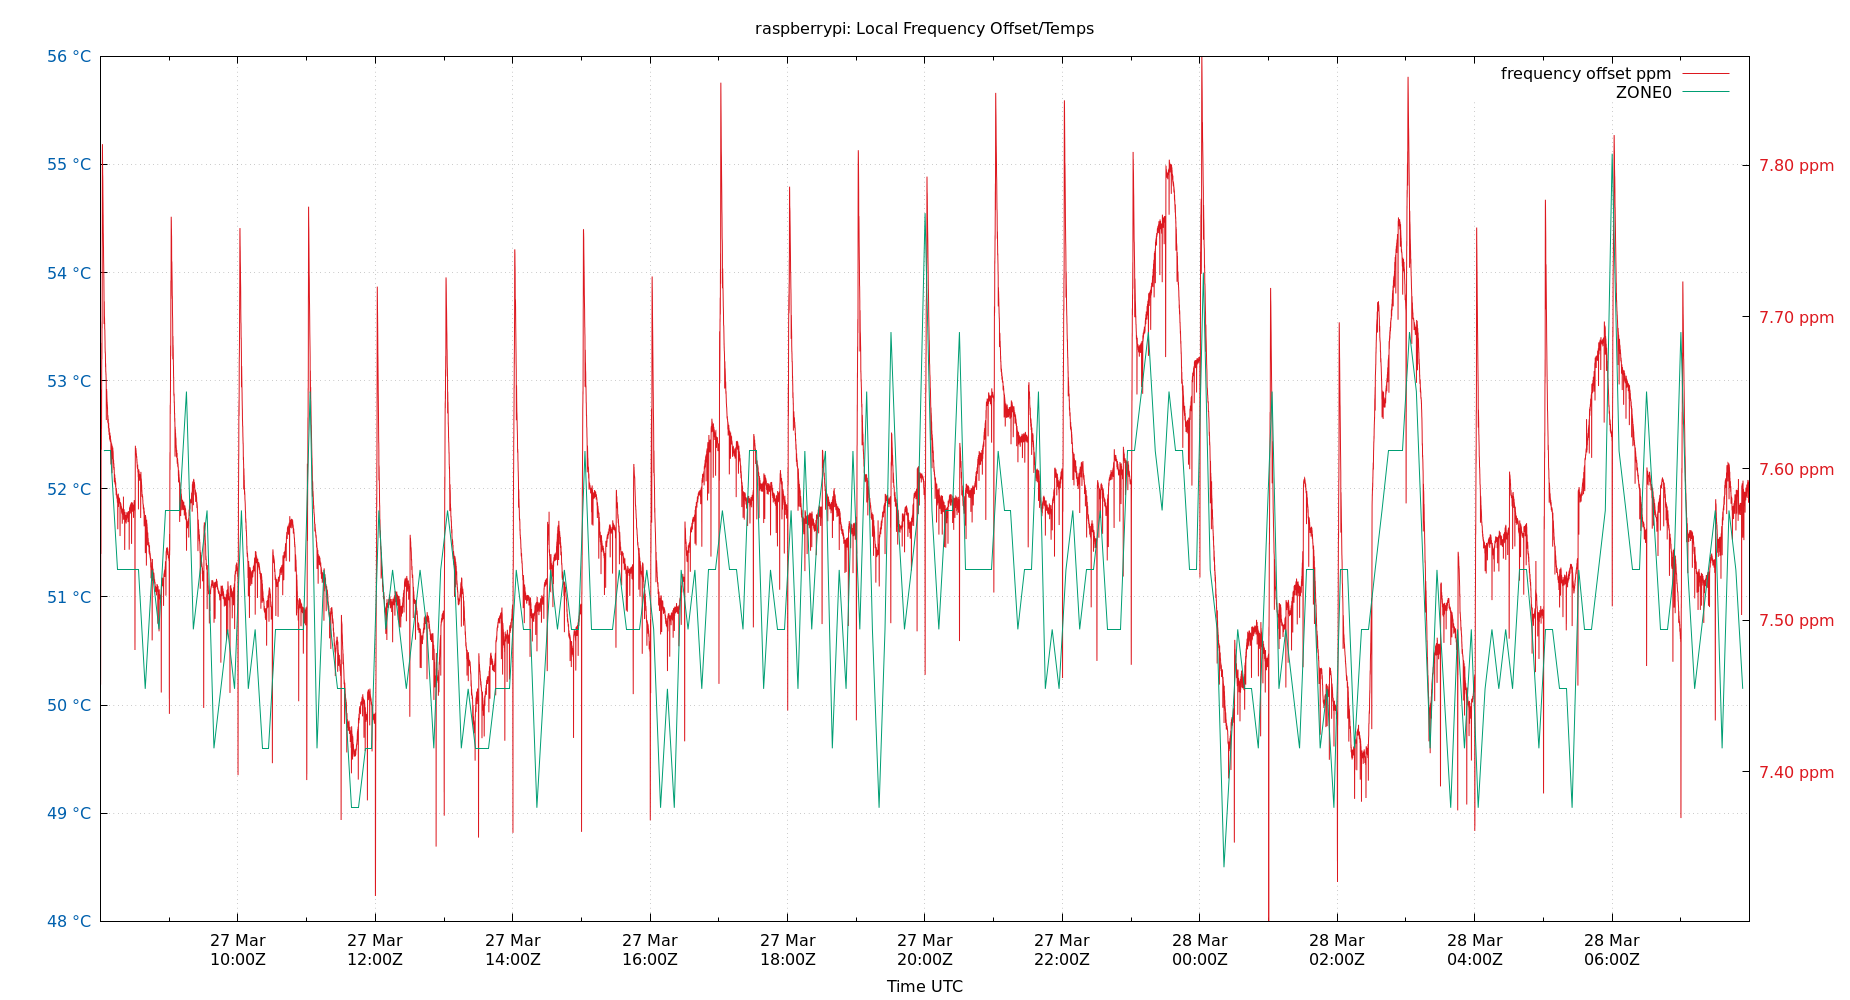 raspberrypi: Local Frequency Offset/Temps
56 °C
55 °C
54 °C
53 °C
52 °C
51 °C
50 °C
49 °C
48 °C
frequency offset ppm
ZONE0
7.80 ppm
7.70 ppm
7.60 ppm
7.50 ppm
7.40 ppm
27 Mar
10:00Z
27 Mar
12:00Z
27 Mar
14:00Z
27 Mar
16:00Z
27 Mar
18:00Z
27 Mar
20:00Z
27 Mar
22:00Z
28 Mar
00:00Z
28 Mar
02:00Z
28 Mar
04:00Z
28 Mar
06:00Z
Time UTC